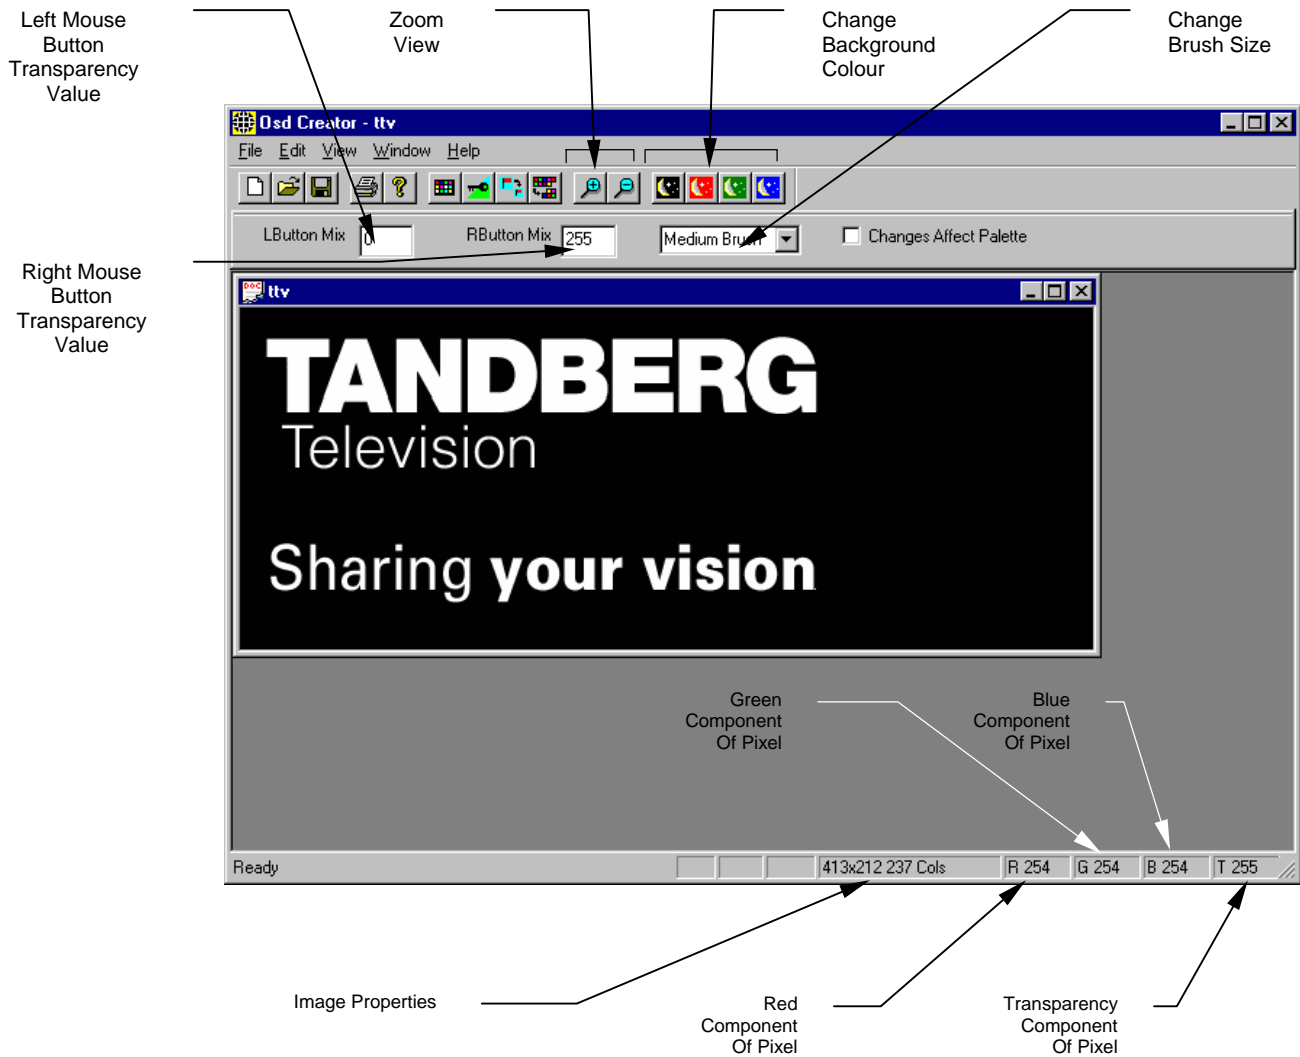 Left Mouse
Button
Transparency
Value
Zoom
View
Change
Background
Colour
Change
Brush Size
Osd Creator - ttv
File Edit View Window Help
LButton Mix 0 RButton Mix 255 Medium Brush Changes Affect Palette
Right Mouse
Button
Transparency
Value
DOC
ttv
TANDBERG
Television
Sharing your vision
Green
Component
Of Pixel
Blue
Component
Of Pixel
Ready 413x212 237 Cols R 254 G 254 B 254 T 255
Image Properties
Red
Component
Of Pixel
Transparency
Component
Of Pixel